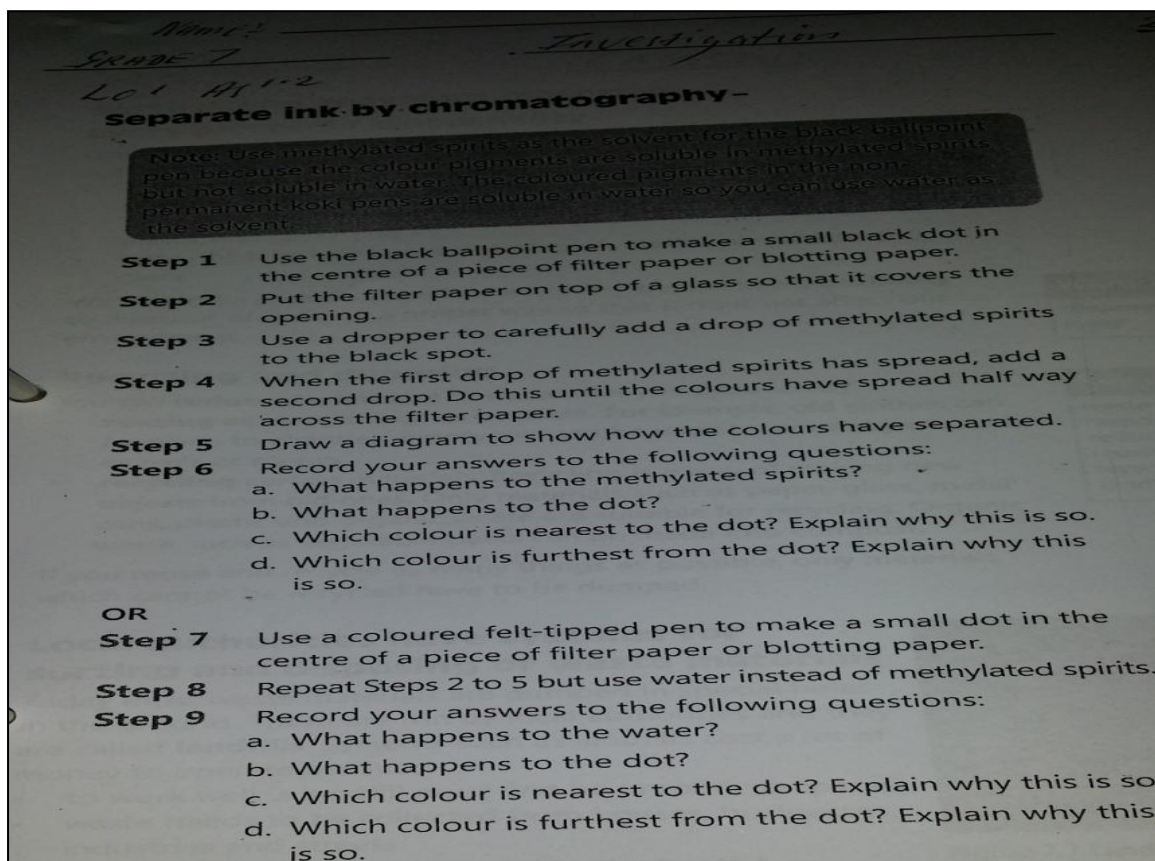 Name:
GRADE 7 Investigation
LO 1 AS 1.2
Separate ink by chromatography–
Note: Use methylated spirits as the solvent for the black ballpoint
pen because the colour pigments are soluble in methylated spirits
but not soluble in water. The coloured pigments in the non-
permanent koki pens are soluble in water so you can use water as
the solvent.
Step 1 Use the black ballpoint pen to make a small black dot in
the centre of a piece of filter paper or blotting paper.
Step 2 Put the filter paper on top of a glass so that it covers the
opening.
Step 3 Use a dropper to carefully add a drop of methylated spirits
to the black spot.
Step 4 When the first drop of methylated spirits has spread, add a
second drop. Do this until the colours have spread half way
across the filter paper.
Step 5 Draw a diagram to show how the colours have separated.
Step 6 Record your answers to the following questions:
a. What happens to the methylated spirits?
b. What happens to the dot?
c. Which colour is nearest to the dot? Explain why this is so.
d. Which colour is furthest from the dot? Explain why this
is so.
OR
Step 7 Use a coloured felt-tipped pen to make a small dot in the
centre of a piece of filter paper or blotting paper.
Step 8 Repeat Steps 2 to 5 but use water instead of methylated spirits.
Step 9 Record your answers to the following questions:
a. What happens to the water?
b. What happens to the dot?
c. Which colour is nearest to the dot? Explain why this is so
d. Which colour is furthest from the dot? Explain why this
is so.